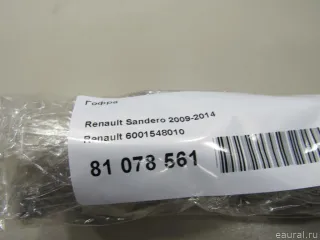 Гофра
Renault Sandero 2009-2014
Renault 6001548010
81 078 561
eaural.ru